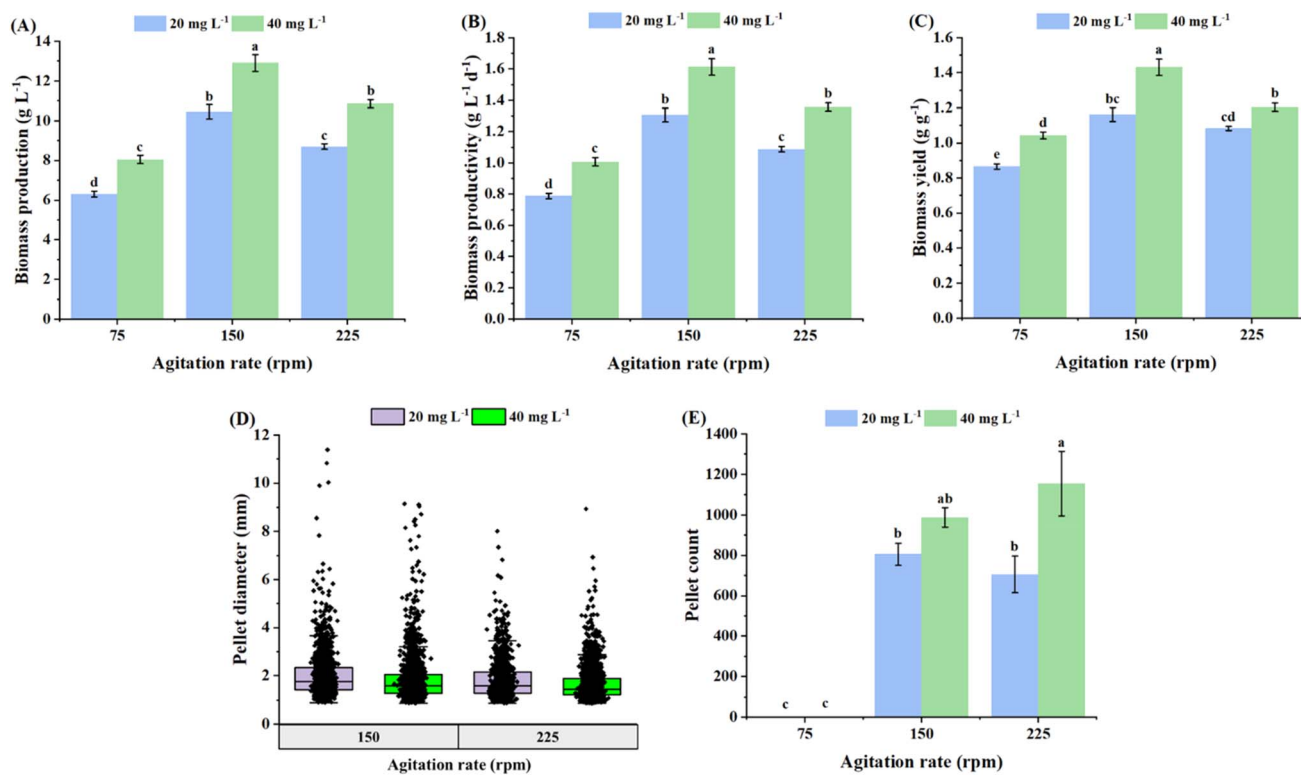 (A)
20 mg L-1
40 mg L-1
14
12
10
8
6
4
2
0
Biomass production (g L-1)
d
c
b
a
c
b
75
150
225
Agitation rate (rpm)
(B)
20 mg L-1
40 mg L-1
1.8
1.6
1.4
1.2
1.0
0.8
0.6
0.4
0.2
0.0
Biomass productivity (g L-1 d-1)
d
c
b
a
c
b
75
150
225
Agitation rate (rpm)
(C)
20 mg L-1
40 mg L-1
1.6
1.4
1.2
1.0
0.8
0.6
0.4
0.2
0.0
Biomass yield (g g-1)
e
d
bc
a
cd
b
75
150
225
Agitation rate (rpm)
(D)
20 mg L-1
40 mg L-1
12
10
8
6
4
2
0
Pellet diameter (mm)
150
225
Agitation rate (rpm)
(E)
20 mg L-1
40 mg L-1
1400
1200
1000
800
600
400
200
0
Pellet count
c
c
b
ab
b
a
75
150
225
Agitation rate (rpm)